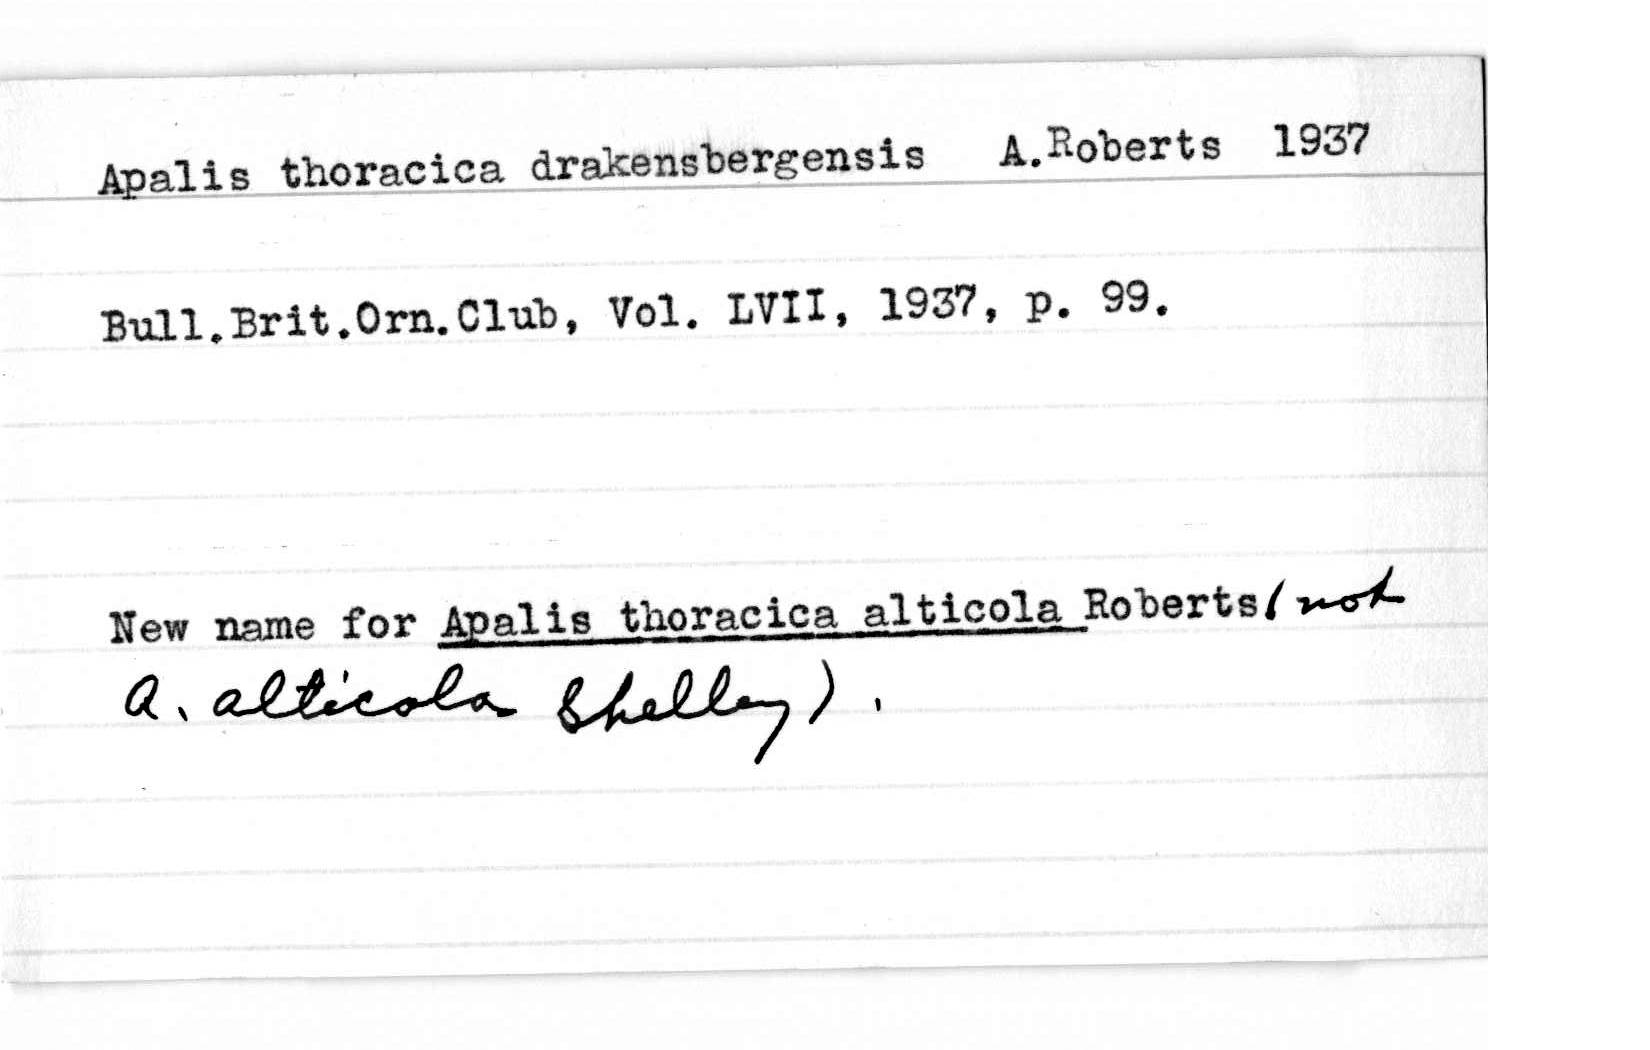 Apalis thoracica drakensbergensis A.Roberts 1937
Bull.Brit.Orn.Club, Vol. LVII, 1937, p. 99.
New name for Apalis thoracica alticola Roberts (not
A. alticola Shelley).